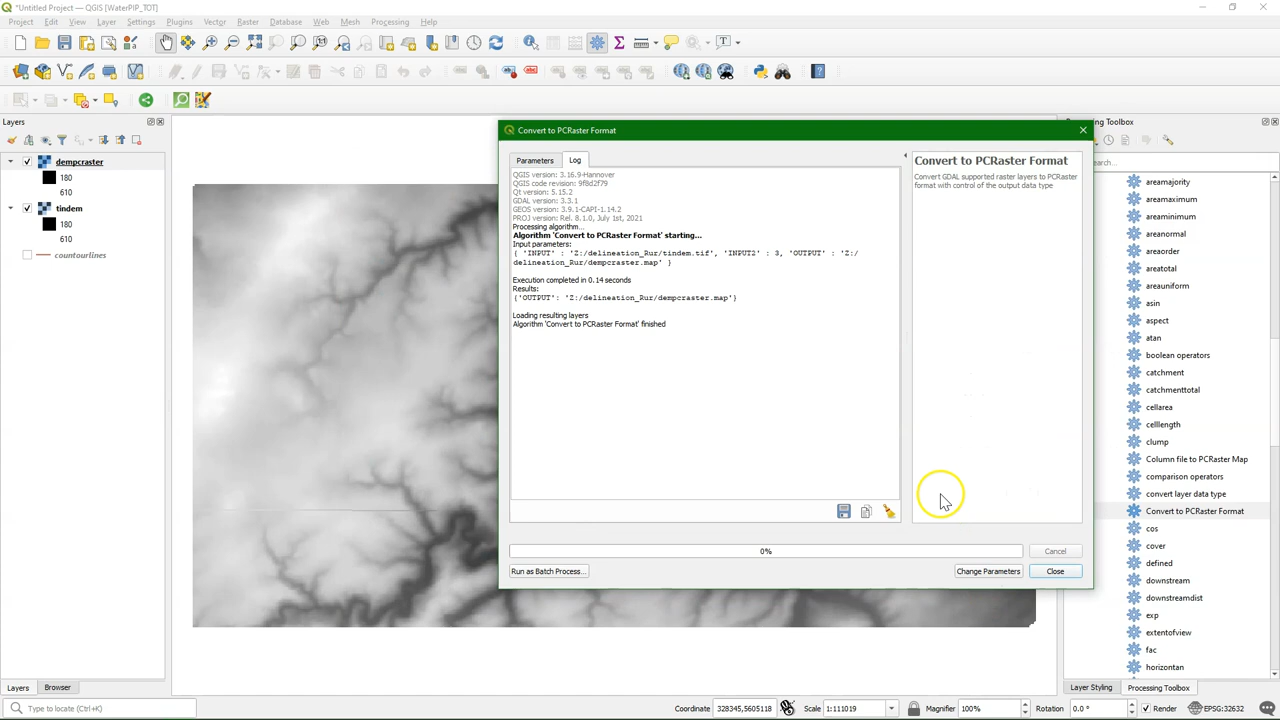 *Untitled Project — QGIS [WaterPIP_TOT]
Project Edit View Layer Settings Plugins Vector Raster Database Web Mesh Processing Help
Layers
dempcraster
180
610
tindem
180
610
countourlines
Convert to PCRaster Format
Parameters Log
QGIS version: 3.16.9-Hannover
QGIS code revision: 9f8d2f79
Qt version: 5.15.2
GDAL version: 3.3.1
GEOS version: 3.9.1-CAPI-1.14.2
PROJ version: Rel. 8.1.0, July 1st, 2021
Processing algorithm...
Algorithm 'Convert to PCRaster Format' starting...
Input parameters:
{ 'INPUT' : 'Z:/delineation_Rur/tindem.tif', 'INPUT2' : 3, 'OUTPUT' : 'Z:/
delineation_Rur/dempcraster.map' }
Execution completed in 0.14 seconds
Results:
{'OUTPUT': 'Z:/delineation_Rur/dempcraster.map'}
Loading resulting layers
Algorithm 'Convert to PCRaster Format' finished
Convert to PCRaster Format
Convert GDAL supported raster layers to PCRaster
format with control of the output data type
0%
Cancel
Run as Batch Process...
Change Parameters
Close
ing Toolbox
earch...
areamajority
areamaximum
areaminimum
areanormal
areaorder
areatotal
areauniform
asin
aspect
atan
boolean operators
catchment
catchmenttotal
cellarea
celllength
clump
Column file to PCRaster Map
comparison operators
convert layer data type
Convert to PCRaster Format
cos
cover
defined
downstream
downstreamdist
exp
extentofview
fac
horizontan
Layers Browser
Layer Styling Processing Toolbox
Type to locate (Ctrl+K)
Coordinate 328345,5605118 Scale 1:111019 Magnifier 100% Rotation 0.0 ° Render EPSG:32632